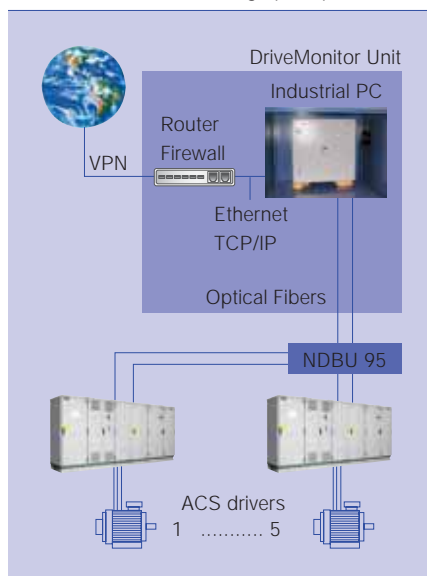 DriveMonitor Unit
Industrial PC
Router
Firewall
VPN
Ethernet
TCP/IP
Optical Fibers
NDBU 95
ACS drivers
1 ........... 5